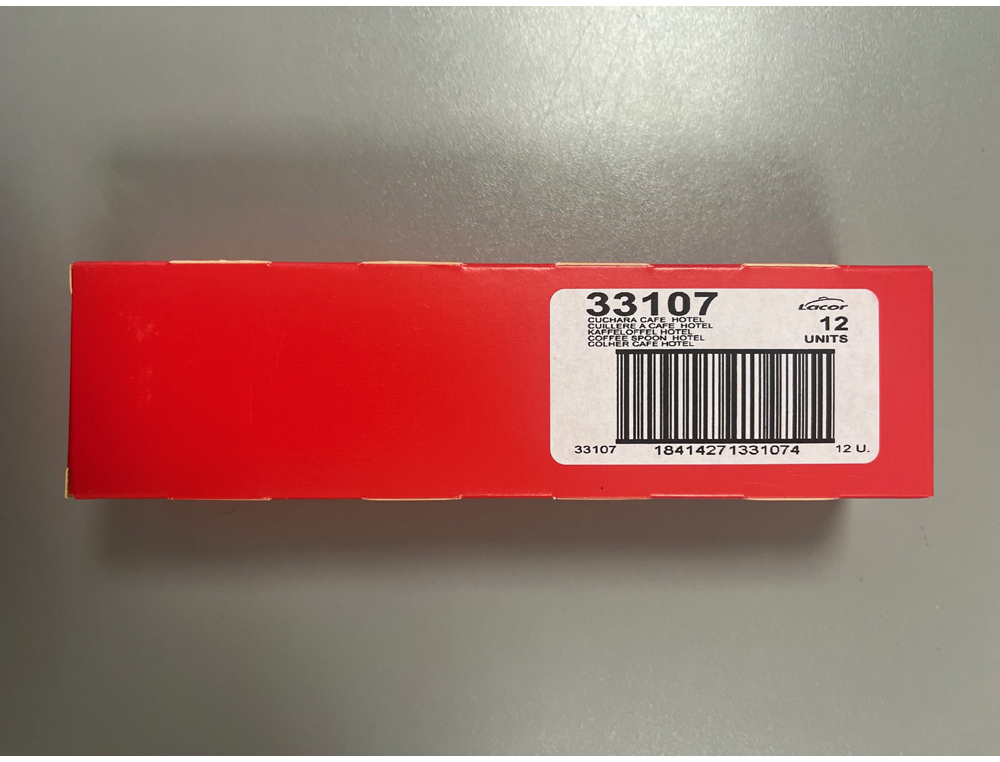 33107
Lacor
CUCHARA CAFE HOTEL
CUILLERE A CAFE HOTEL
KAFFELOFFEL HOTEL
COFFEE SPOON HOTEL
COLHER CAFE HOTEL
12
UNITS
33107 18414271331074 12 U.